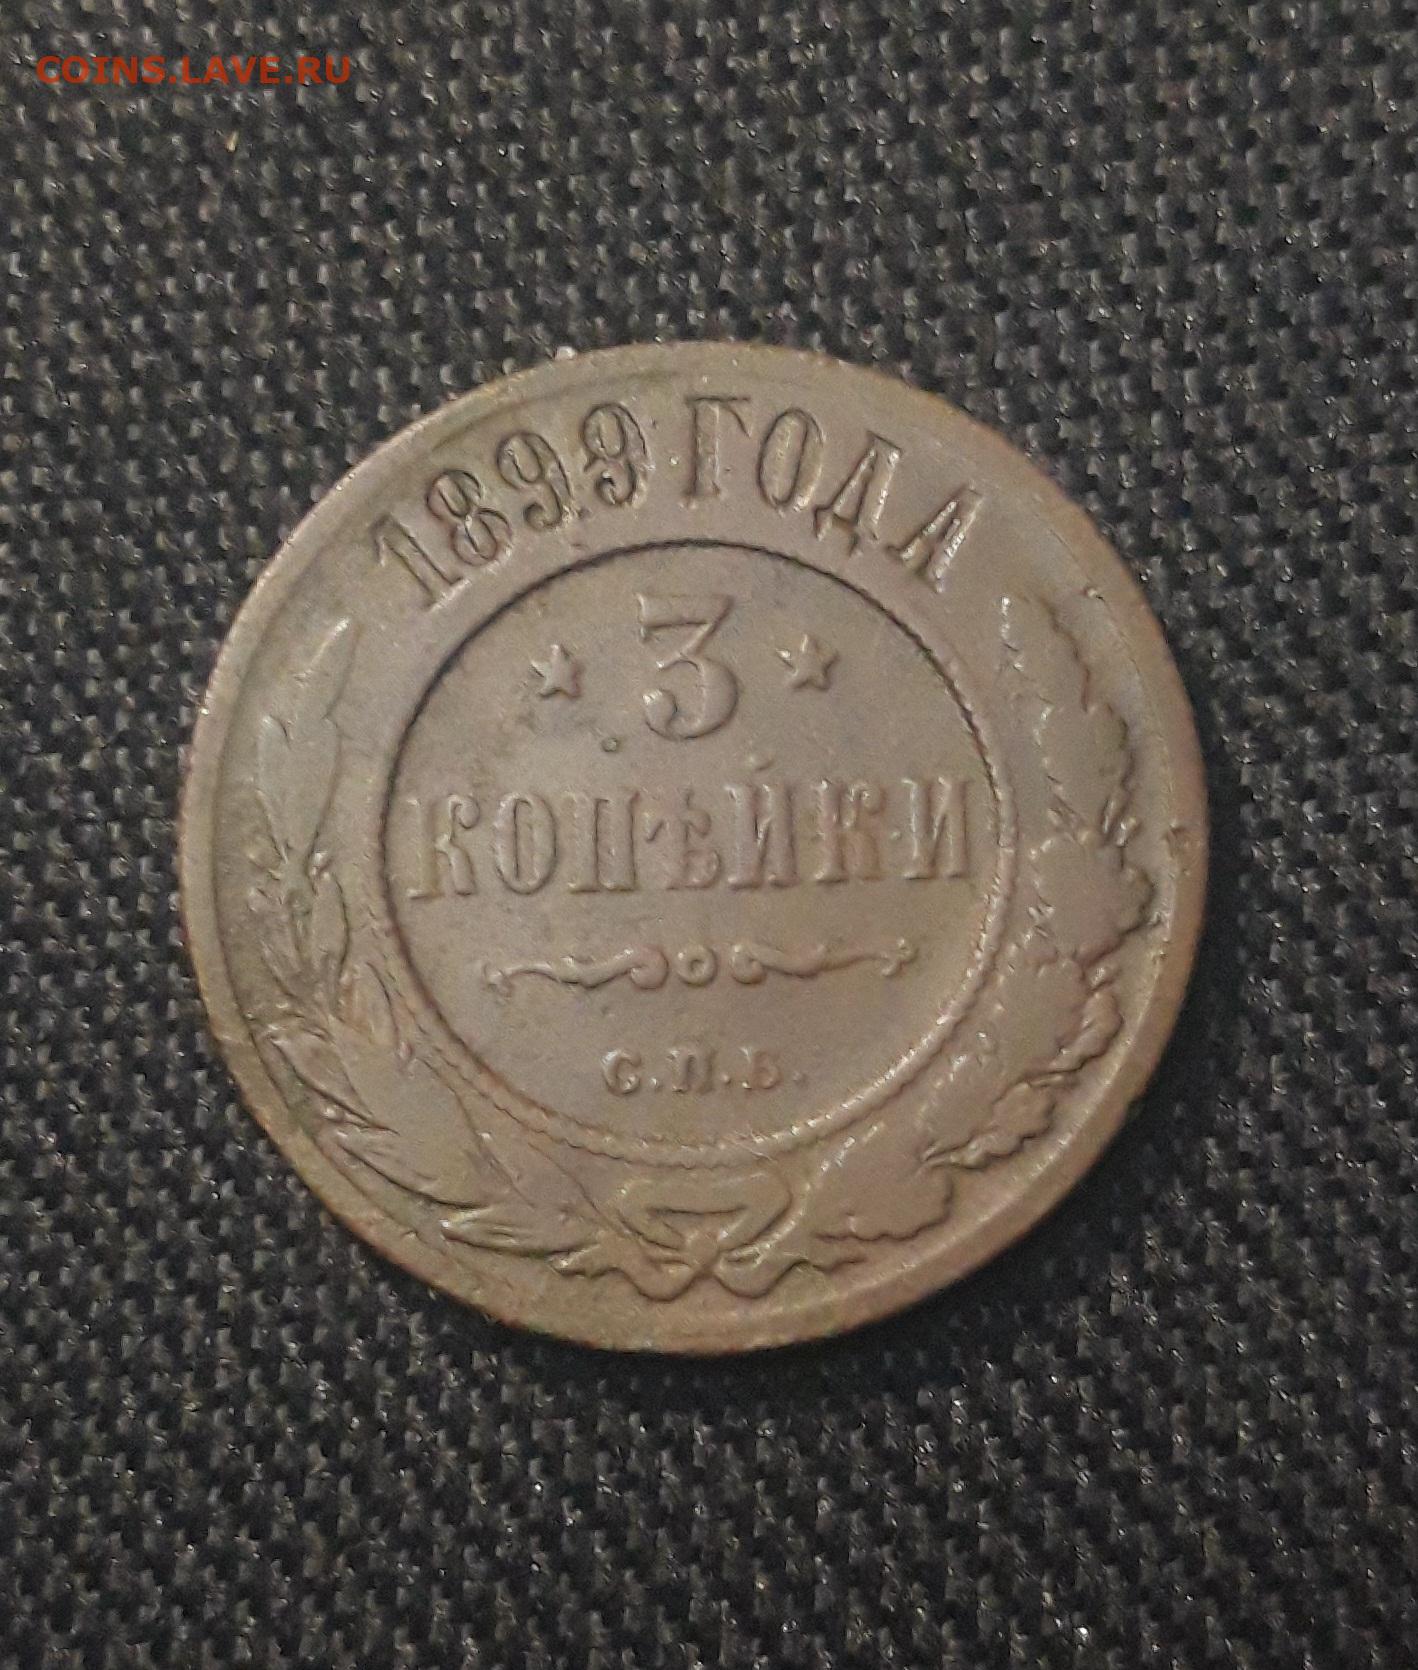 COINS.LAVE.RU
1899 ГОДА
3
КОПѢЙКИ
С.П.Б.